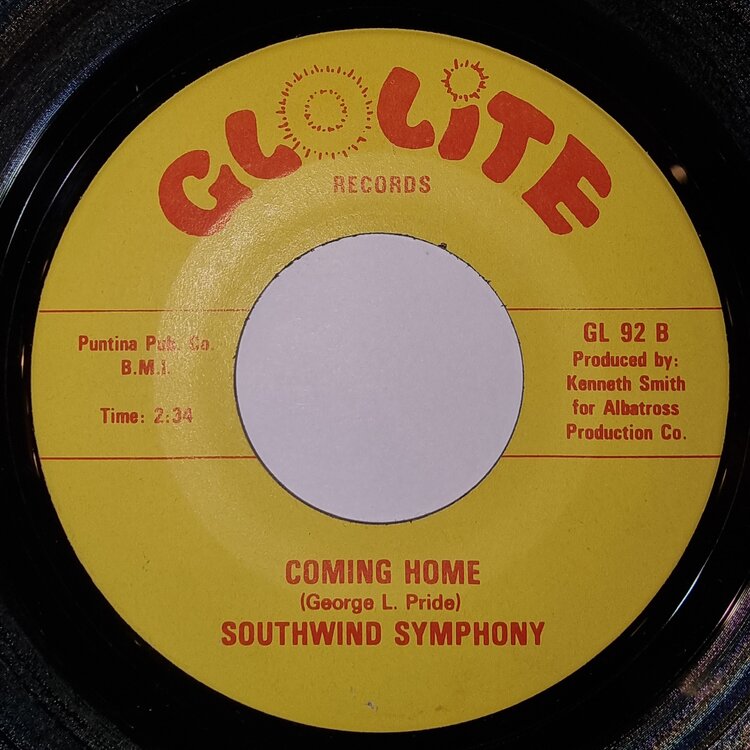 GLOLiTE
RECORDS
Puntina Pub. Co.
B.M.I.
Time: 2:34
GL 92 B
Produced by:
Kenneth Smith
for Albatross
Production Co.
COMING HOME
(George L. Pride)
SOUTHWIND SYMPHONY